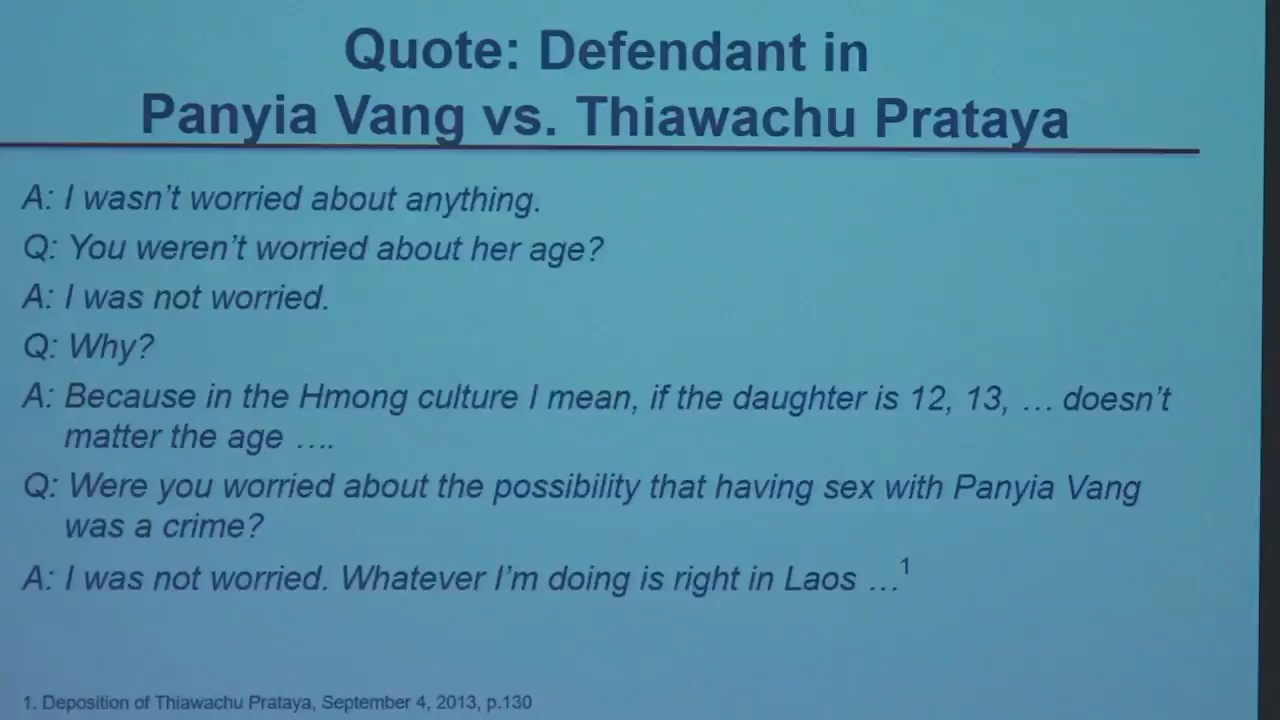 Quote: Defendant in
Panyia Vang vs. Thiawachu Prataya
A: I wasn't worried about anything.
Q: You weren't worried about her age?
A: I was not worried.
Q: Why?
A: Because in the Hmong culture I mean, if the daughter is 12, 13, … doesn't
matter the age ….
Q: Were you worried about the possibility that having sex with Panyia Vang
was a crime?
A: I was not worried. Whatever I'm doing is right in Laos …1
1. Deposition of Thiawachu Prataya, September 4, 2013, p.130